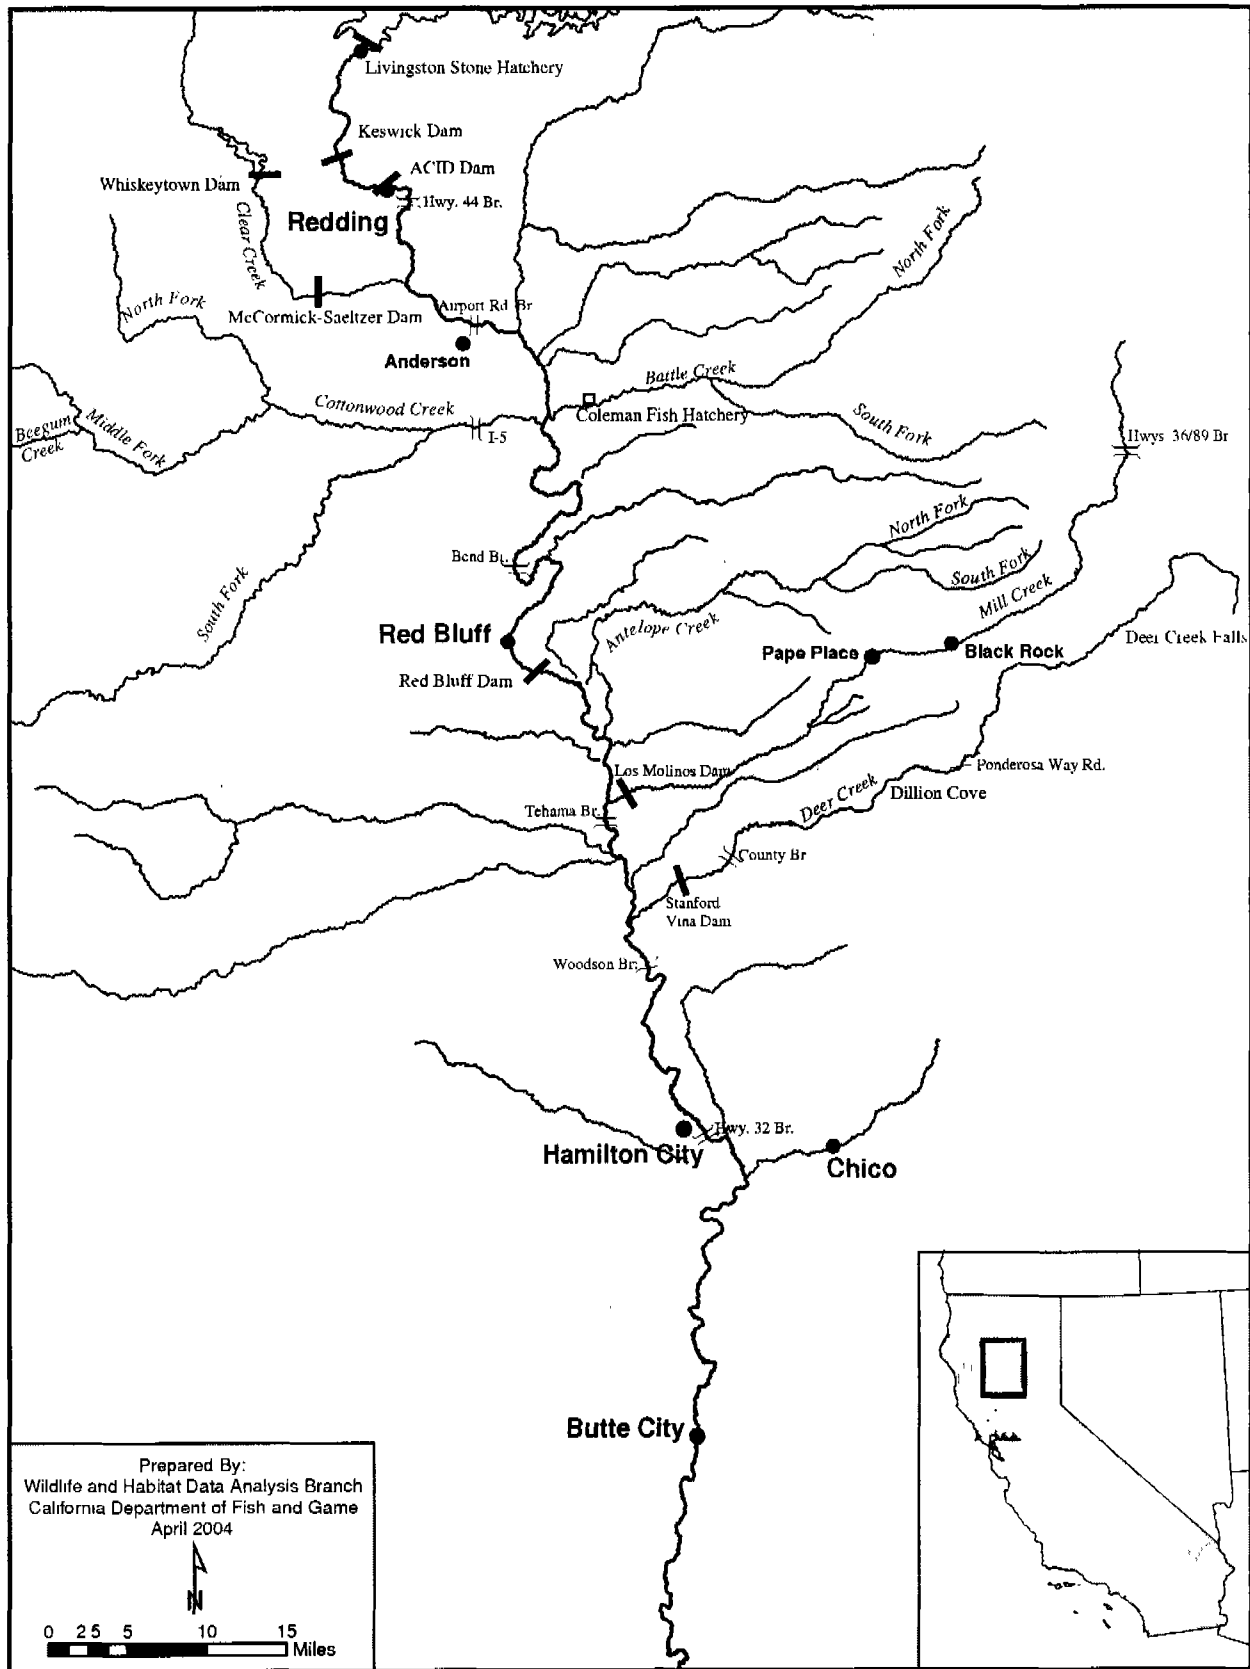 Livingston Stone Hatchery
Keswick Dam
ACID Dam
Whiskeytown Dam
Hwy. 44 Br.
Redding
Clear Creek
North Fork
North Fork
Airport Rd Br
McCormick-Saeltzer Dam
Anderson
Battle Creek
Cottonwood Creek
Coleman Fish Hatchery
I-5
South Fork
Beegum
Creek
Middle Fork
Hwys 36/89 Br
North Fork
Bend Br.
South Fork
Mill Creek
South Fork
Antelope Creek
Red Bluff
Deer Creek Falls
Pape Place
Black Rock
Red Bluff Dam
Los Molinos Dam
Ponderosa Way Rd.
Deer Creek
Dillion Cove
Tehama Br.
County Br
Stanford
Vina Dam
Woodson Br.
Hwy. 32 Br.
Hamilton City
Chico
Butte City
Prepared By:
Wildlife and Habitat Data Analysis Branch
California Department of Fish and Game
April 2004
N
0 2 5 5 10 15
Miles